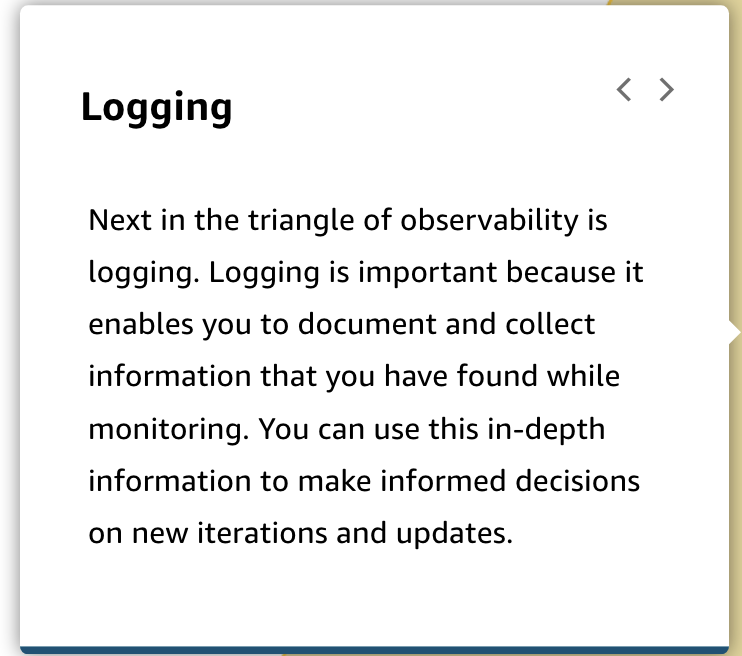 Logging
Next in the triangle of observability is
logging. Logging is important because it
enables you to document and collect
information that you have found while
monitoring. You can use this in-depth
information to make informed decisions
on new iterations and updates.